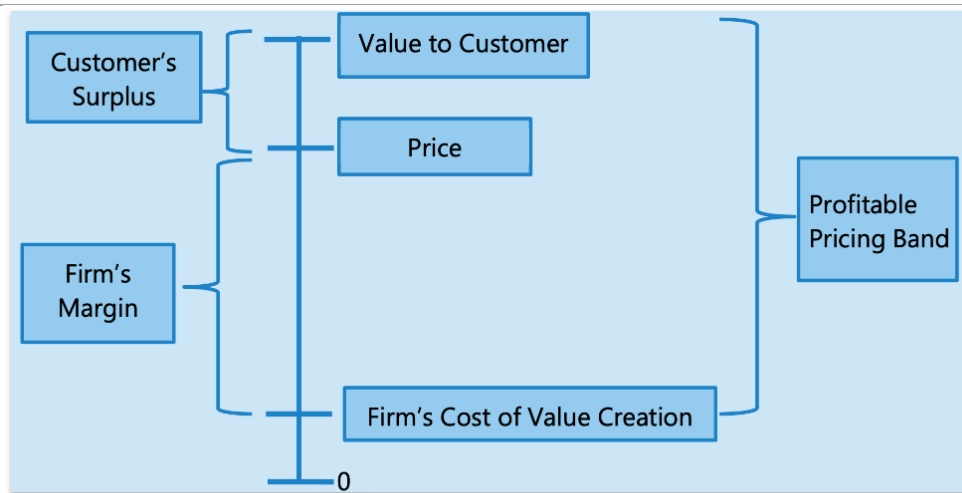 Value to Customer
Customer's
Surplus
Price
Profitable
Pricing Band
Firm's
Margin
Firm's Cost of Value Creation
0